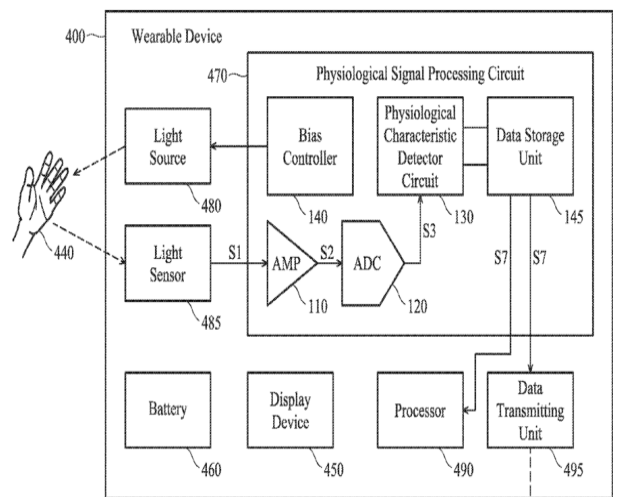 400
Wearable Device
470
Physiological Signal Processing Circuit
Light
Source
480
Bias
Controller
140
Physiological
Characteristic
Detector
Circuit
130
Data Storage
Unit
145
440
Light
Sensor
485
S1
AMP
110
S2
ADC
120
S3
S7
S7
Battery
460
Display
Device
450
Processor
490
Data
Transmitting
Unit
495